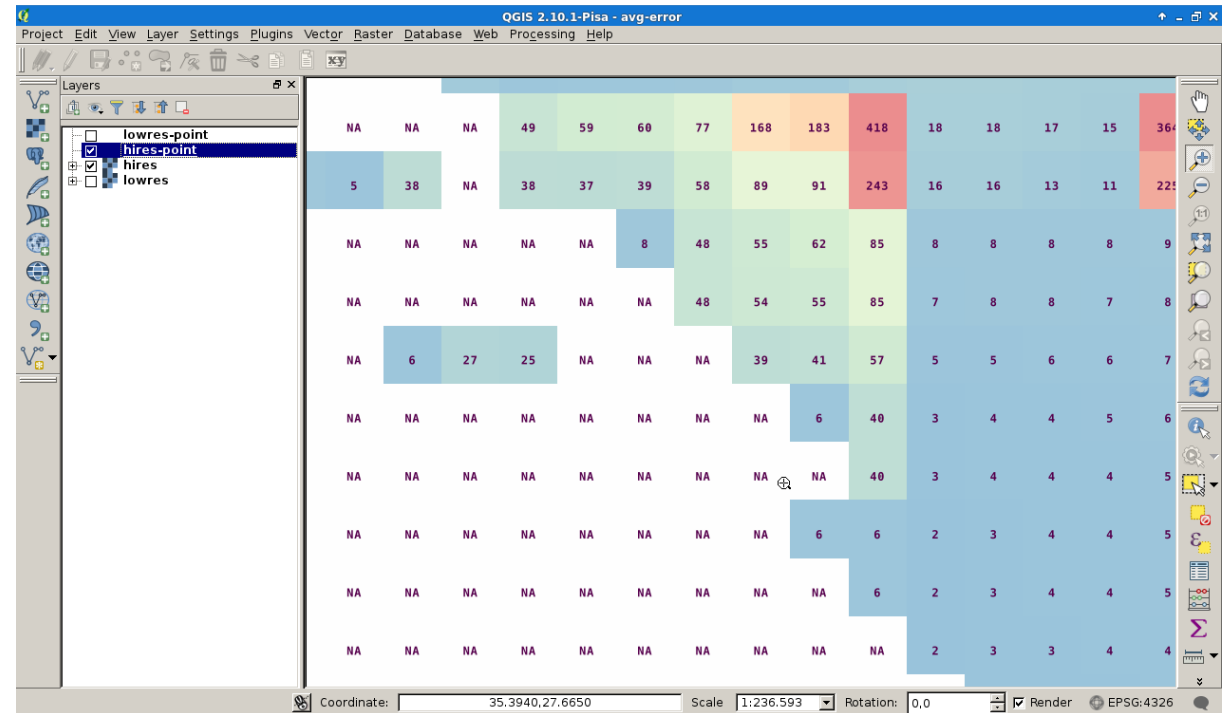 QGIS 2.10.1-Pisa - avg-error
Project Edit View Layer Settings Plugins Vector Raster Database Web Processing Help
Layers
lowres-point
hires-point
hires
lowres
NA NA NA 49 59 60 77 168 183 418 18 18 17 15 364
5 38 NA 38 37 39 58 89 91 243 16 16 13 11 225
NA NA NA NA NA 8 48 55 62 85 8 8 8 8 9
NA NA NA NA NA NA 48 54 55 85 7 8 8 7 8
NA 6 27 25 NA NA NA 39 41 57 5 5 6 6 7
NA NA NA NA NA NA NA NA 6 40 3 4 4 5 6
NA NA NA NA NA NA NA NA NA 40 3 4 4 4 5
NA NA NA NA NA NA NA NA 6 6 2 3 4 4 5
NA NA NA NA NA NA NA NA NA 6 2 3 4 4 5
NA NA NA NA NA NA NA NA NA NA 2 3 3 4 4
Coordinate: 35.3940,27.6650 Scale 1:236.593 Rotation: 0,0 Render EPSG:4326